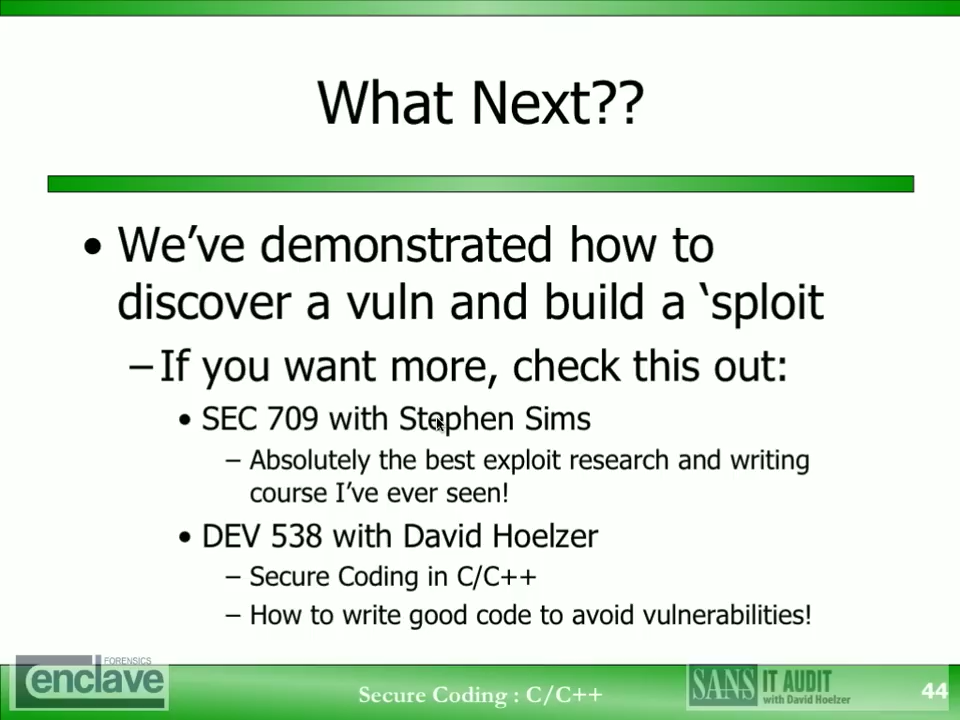 What Next??
• We’ve demonstrated how to
discover a vuln and build a ‘sploit
– If you want more, check this out:
• SEC 709 with Stephen Sims
– Absolutely the best exploit research and writing
course I’ve ever seen!
• DEV 538 with David Hoelzer
– Secure Coding in C/C++
– How to write good code to avoid vulnerabilities!
FORENSICS
enclave
Secure Coding : C/C++
SANS IT AUDIT
with David Hoelzer
44